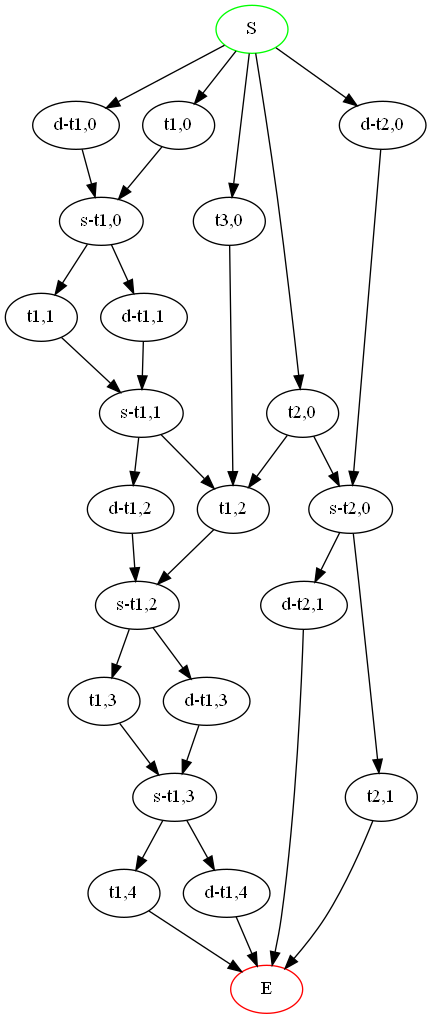 S
d-t1,0
t1,0
d-t2,0
s-t1,0
t3,0
t1,1
d-t1,1
s-t1,1
t2,0
d-t1,2
t1,2
s-t2,0
s-t1,2
d-t2,1
t1,3
d-t1,3
s-t1,3
t2,1
t1,4
d-t1,4
E